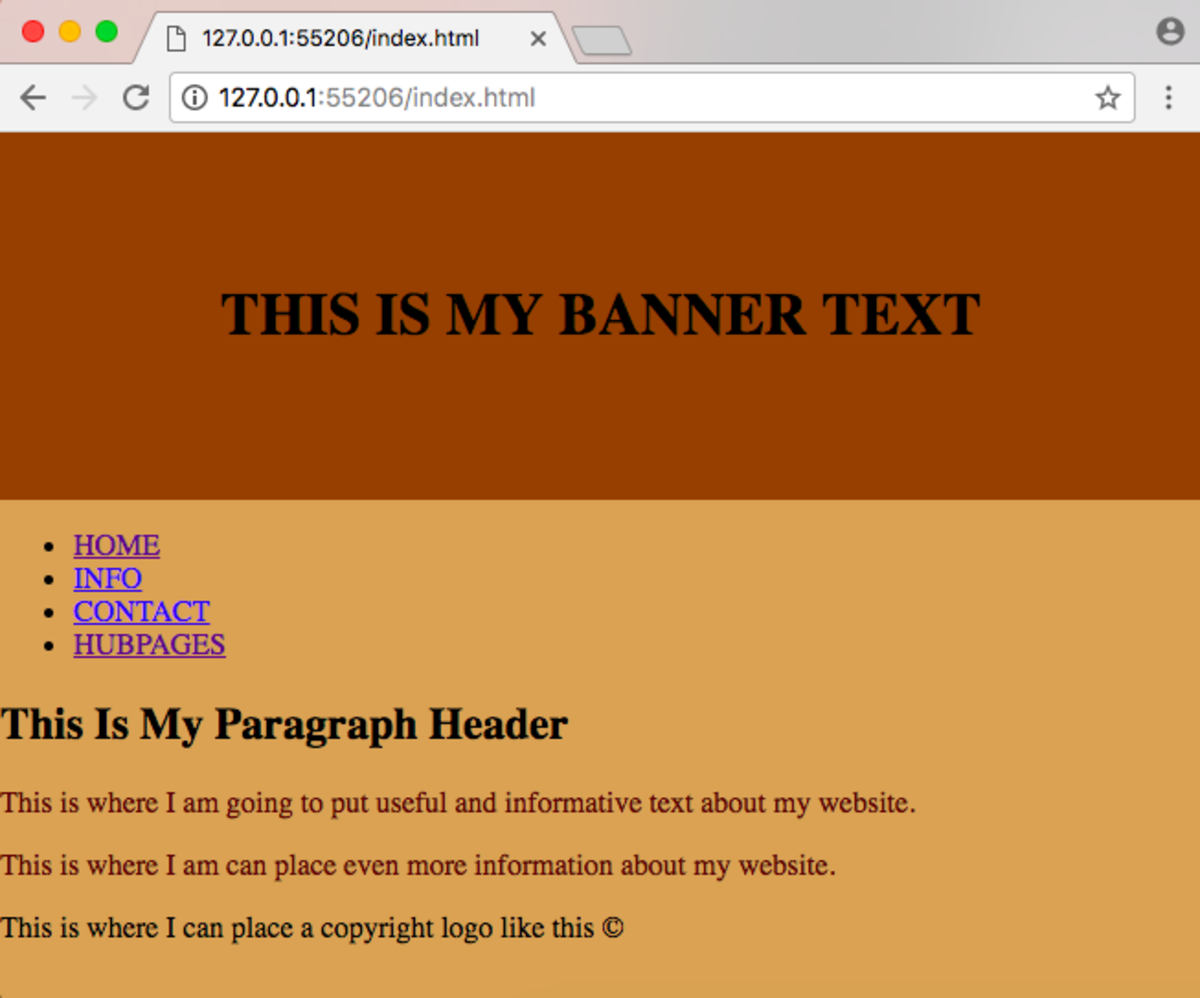 127.0.0.1:55206/index.html
127.0.0.1:55206/index.html
THIS IS MY BANNER TEXT
HOME
INFO
CONTACT
HUBPAGES
This Is My Paragraph Header
This is where I am going to put useful and informative text about my website.
This is where I am can place even more information about my website.
This is where I can place a copyright logo like this ©